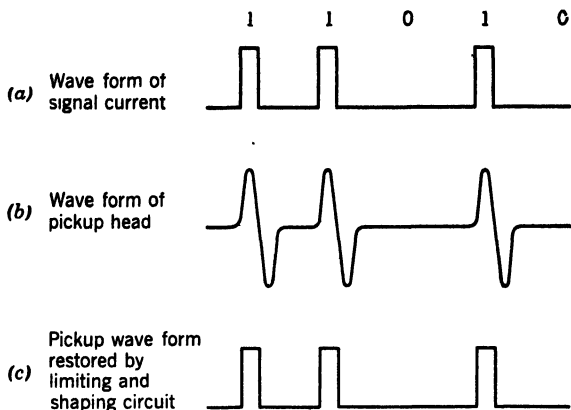 1 1 0 1 0
(a) Wave form of
signal current
(b) Wave form of
pickup head
Pickup wave form
restored by
(c) limiting and
shaping circuit